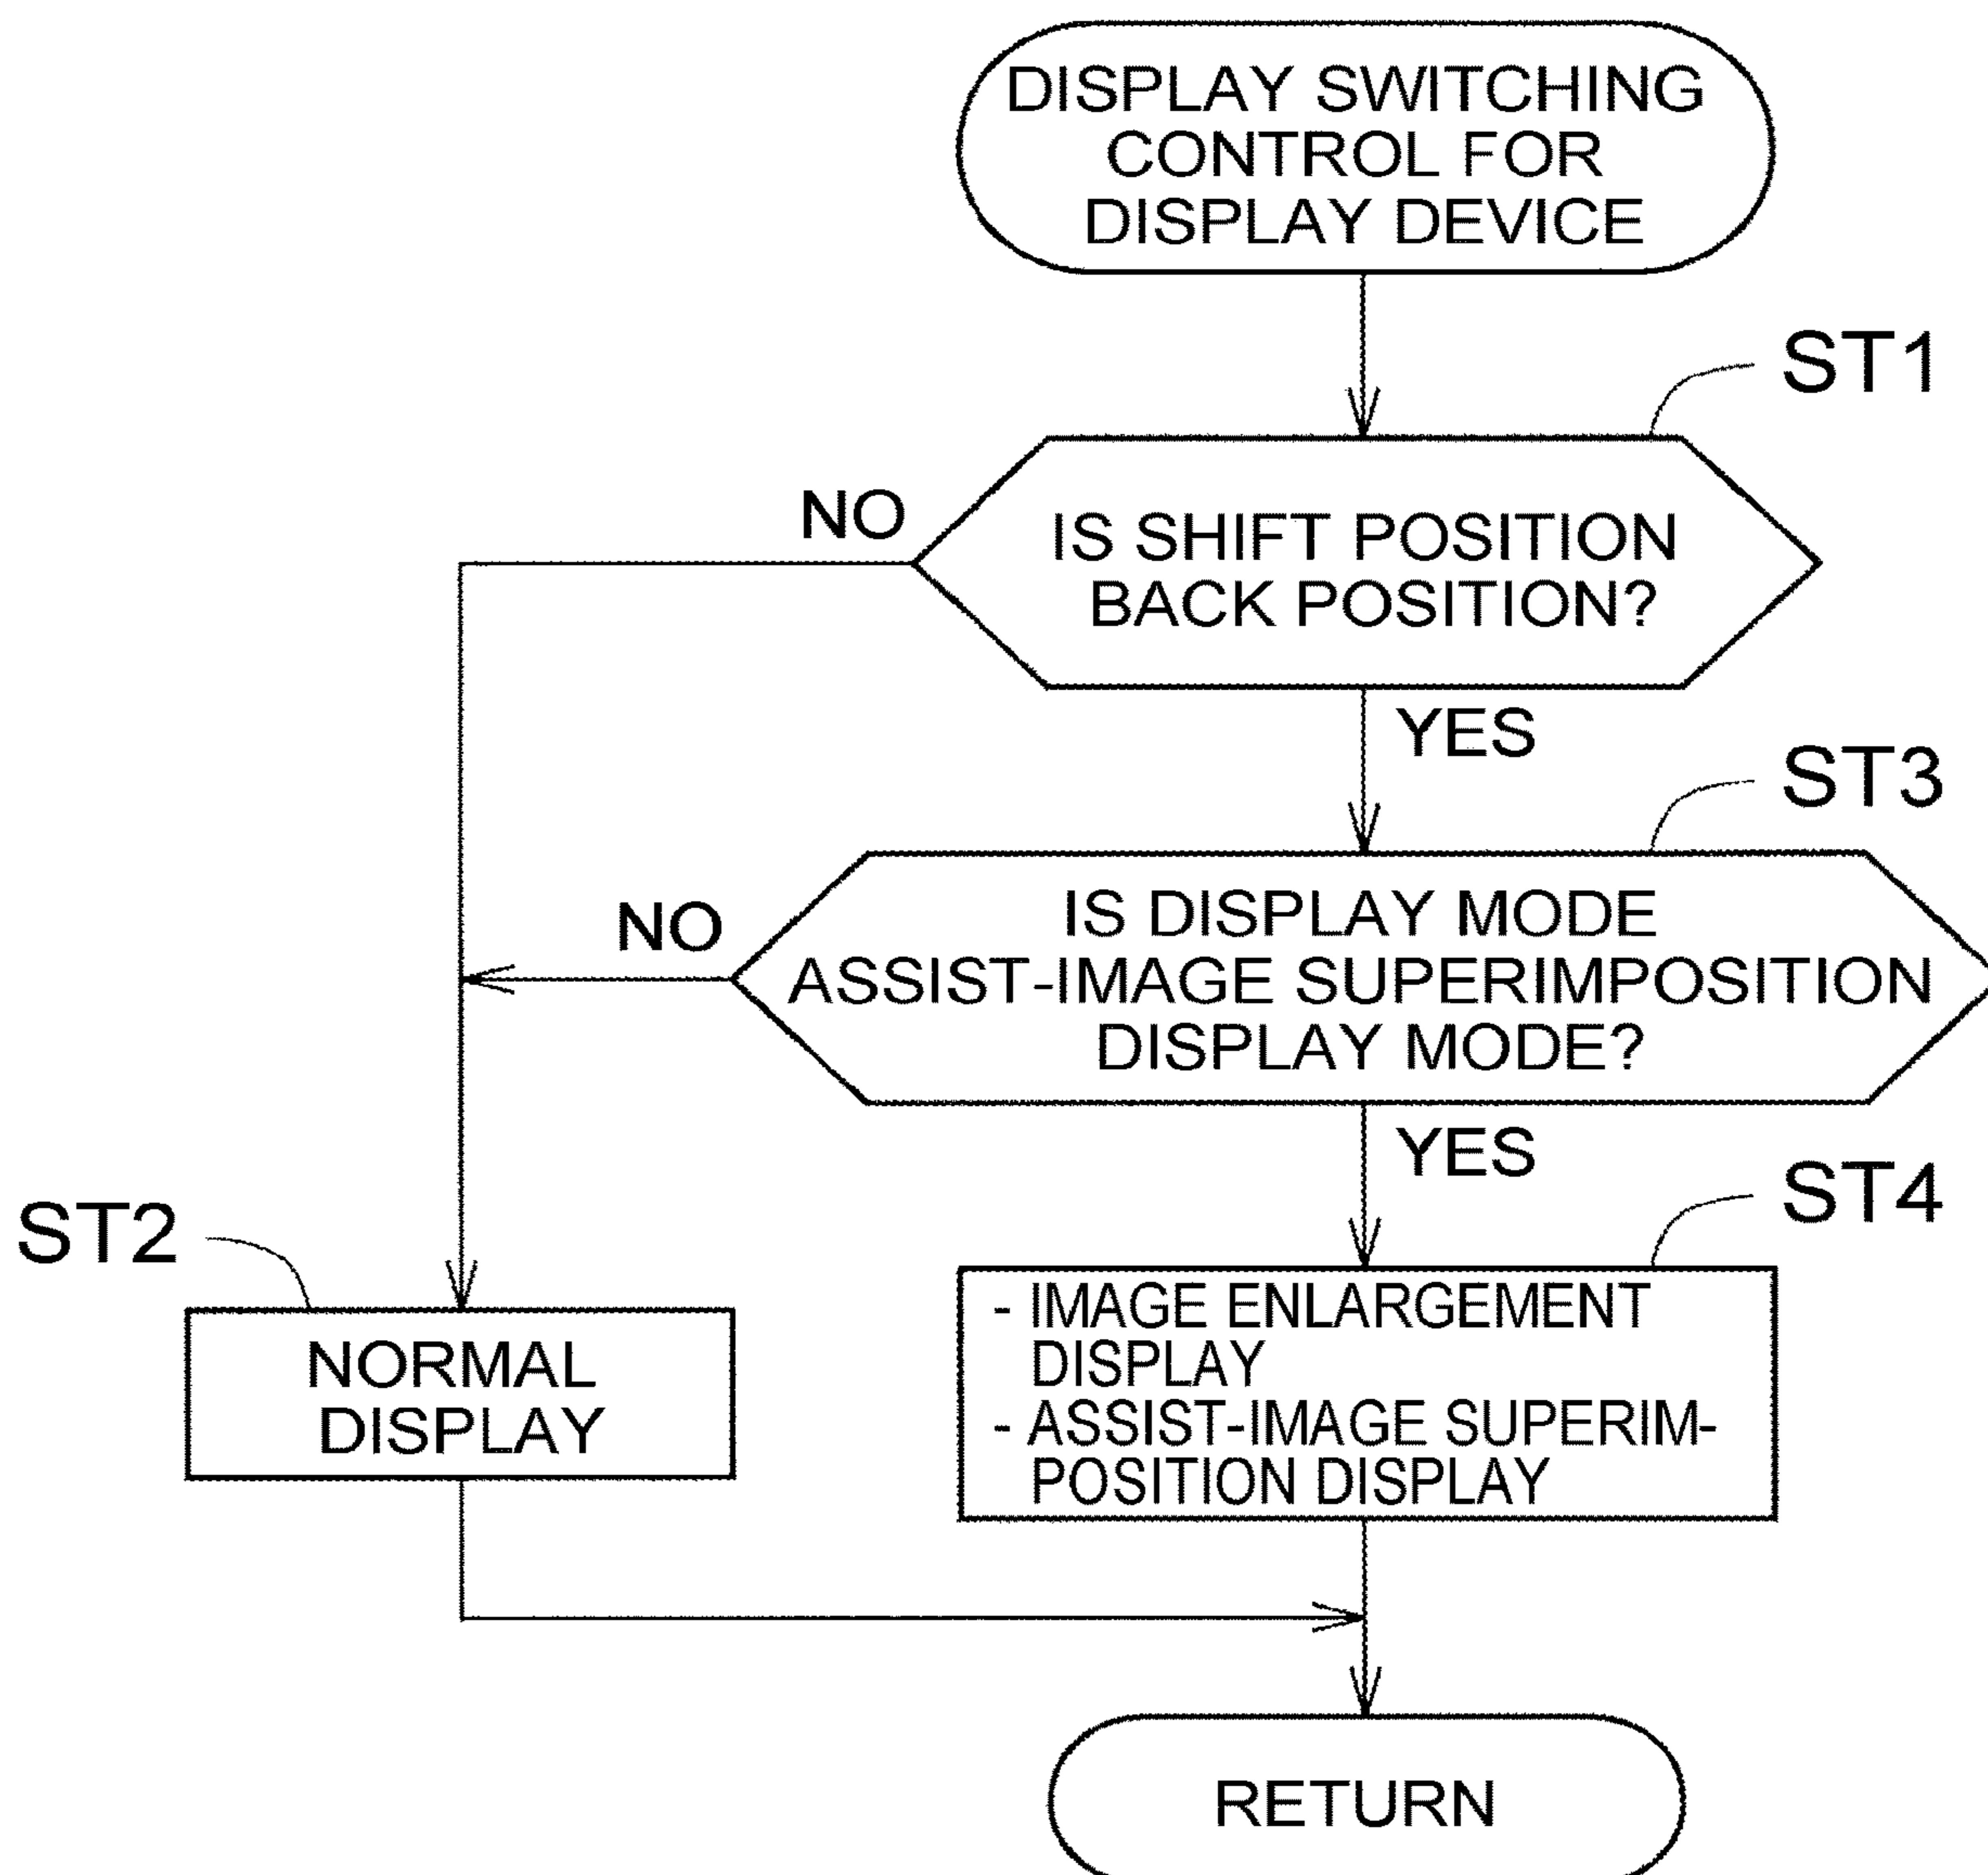 DISPLAY SWITCHING
CONTROL FOR
DISPLAY DEVICE
ST1
NO
IS SHIFT POSITION
BACK POSITION?
YES
ST3
NO
IS DISPLAY MODE
ASSIST-IMAGE SUPERIMPOSITION
DISPLAY MODE?
YES
ST4
ST2
NORMAL
DISPLAY
- IMAGE ENLARGEMENT
DISPLAY
- ASSIST-IMAGE SUPERIM-
POSITION DISPLAY
RETURN